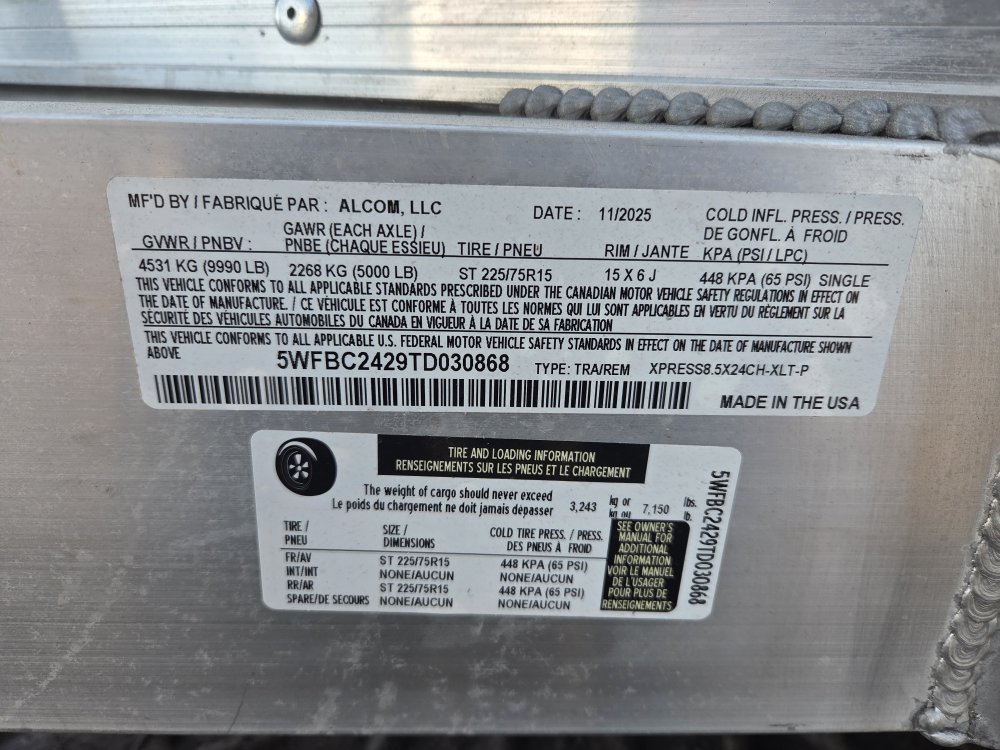 MF'D BY / FABRIQUÉ PAR : ALCOM, LLC DATE : 11/2025 COLD INFL. PRESS. / PRESS.
DE GONFL. À FROID
GVWR / PNBV : GAWR (EACH AXLE) / PNBE (CHAQUE ESSIEU) TIRE / PNEU RIM / JANTE KPA (PSI / LPC)
4531 KG (9990 LB) 2268 KG (5000 LB) ST 225/75R15 15 X 6 J 448 KPA (65 PSI) SINGLE
THIS VEHICLE CONFORMS TO ALL APPLICABLE STANDARDS PRESCRIBED UNDER THE CANADIAN MOTOR VEHICLE SAFETY REGULATIONS IN EFFECT ON
THE DATE OF MANUFACTURE. / CE VÉHICULE EST CONFORME À TOUTES LES NORMES QUI LUI SONT APPLICABLES EN VERTU DU RÈGLEMENT SUR LA
SÉCURITÉ DES VÉHICULES AUTOMOBILES DU CANADA EN VIGUEUR À LA DATE DE SA FABRICATION
THIS VEHICLE CONFORMS TO ALL APPLICABLE U.S. FEDERAL MOTOR VEHICLE SAFETY STANDARDS IN EFFECT ON THE DATE OF MANUFACTURE SHOWN
ABOVE 5WFBC2429TD030868 TYPE: TRA/REM XPRESS8.5X24CH-XLT-P
MADE IN THE USA
TIRE AND LOADING INFORMATION
RENSEIGNEMENTS SUR LES PNEUS ET LE CHARGEMENT
The weight of cargo should never exceed kg or lbs.
Le poids du chargement ne doit jamais dépasser 3,243 kg ou 7,150 lb.
TIRE / PNEU SIZE / DIMENSIONS COLD TIRE PRESS. / PRESS. DES PNEUS À FROID
FR/AV ST 225/75R15 448 KPA (65 PSI)
INT/INT NONE/AUCUN NONE/AUCUN
RR/AR ST 225/75R15 448 KPA (65 PSI)
SPARE/DE SECOURS NONE/AUCUN NONE/AUCUN
SEE OWNER'S
MANUAL FOR
ADDITIONAL
INFORMATION
VOIR LE MANUEL
DE L'USAGER
POUR PLUS DE
RENSEIGNEMENTS
5WFBC2429TD030868